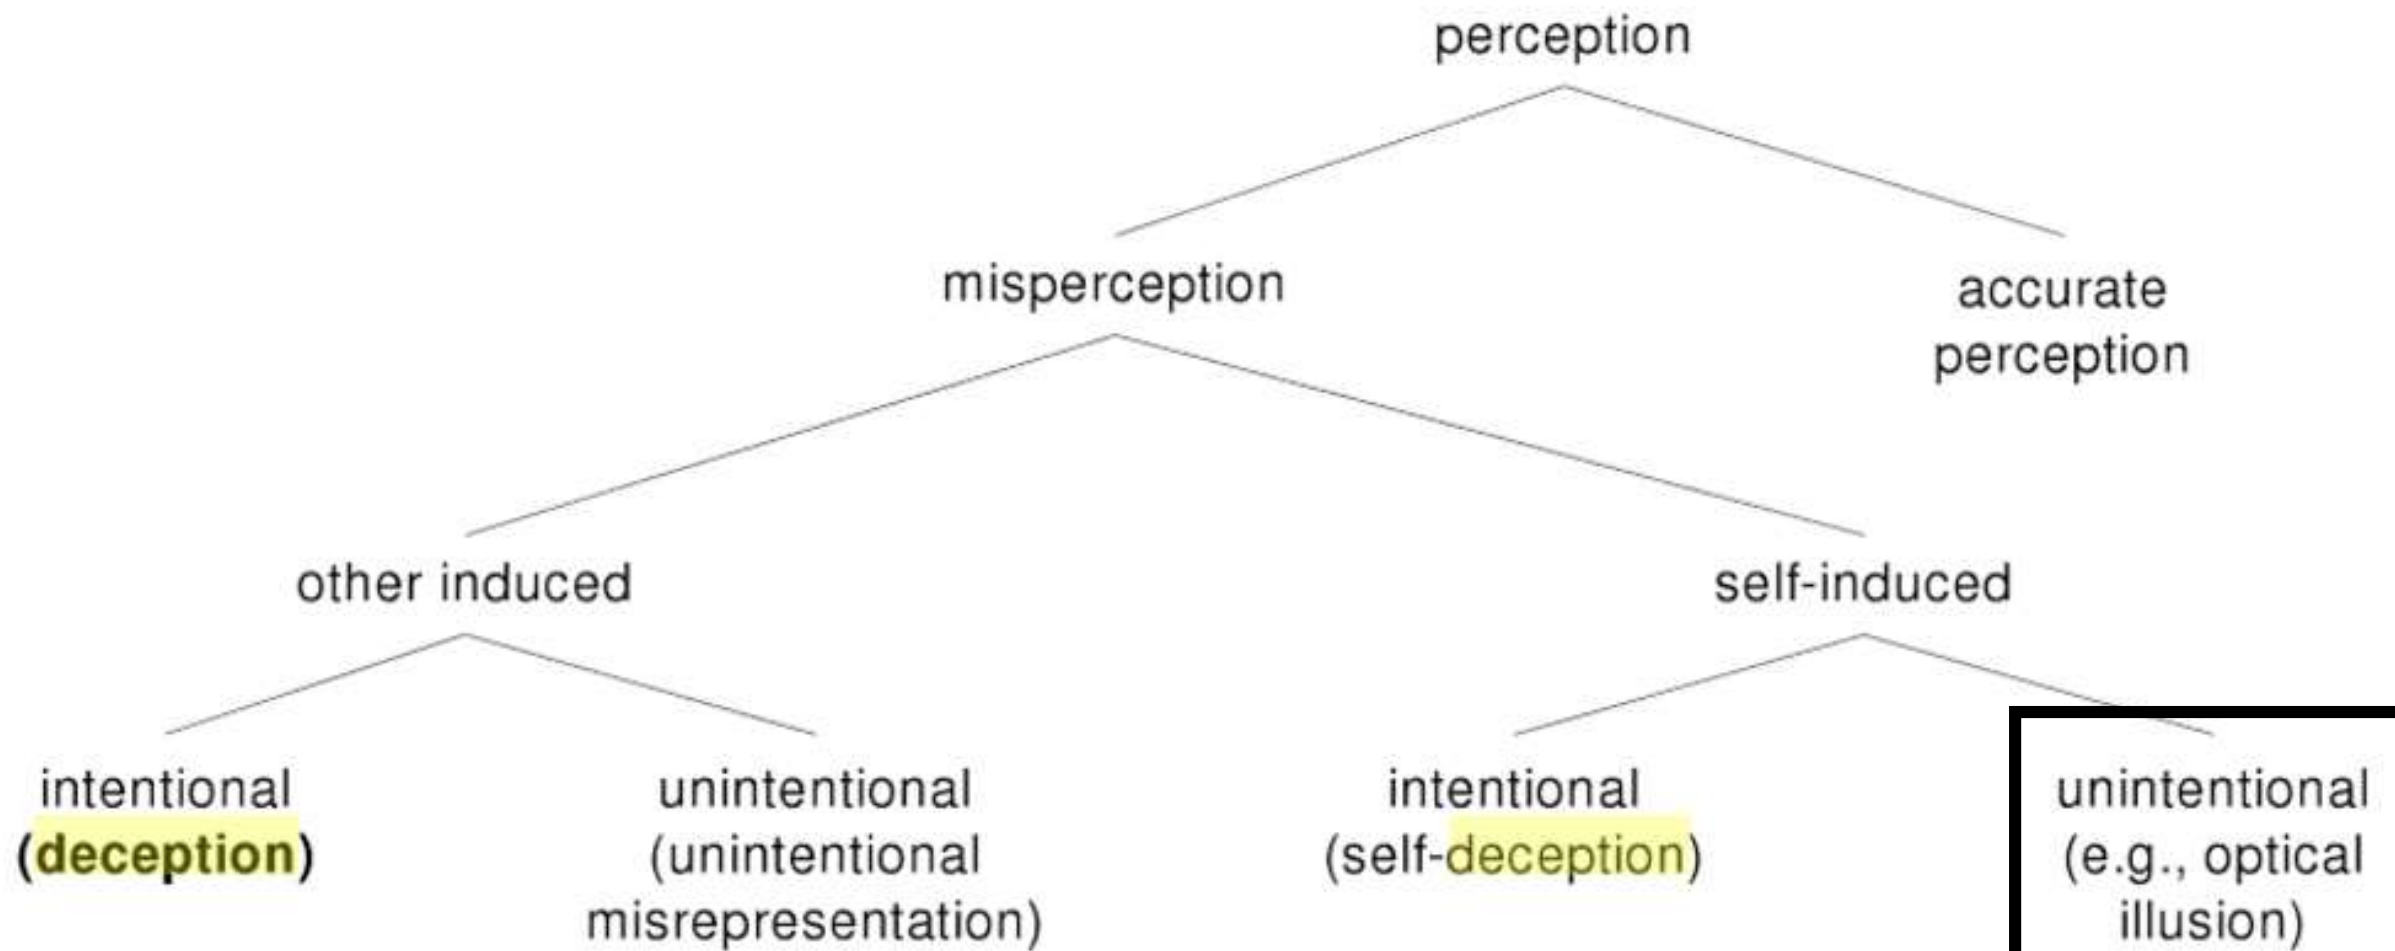 perception
misperception
accurate
perception
other induced
self-induced
intentional
(deception)
unintentional
(unintentional
misrepresentation)
intentional
(self-deception)
unintentional
(e.g., optical
illusion)